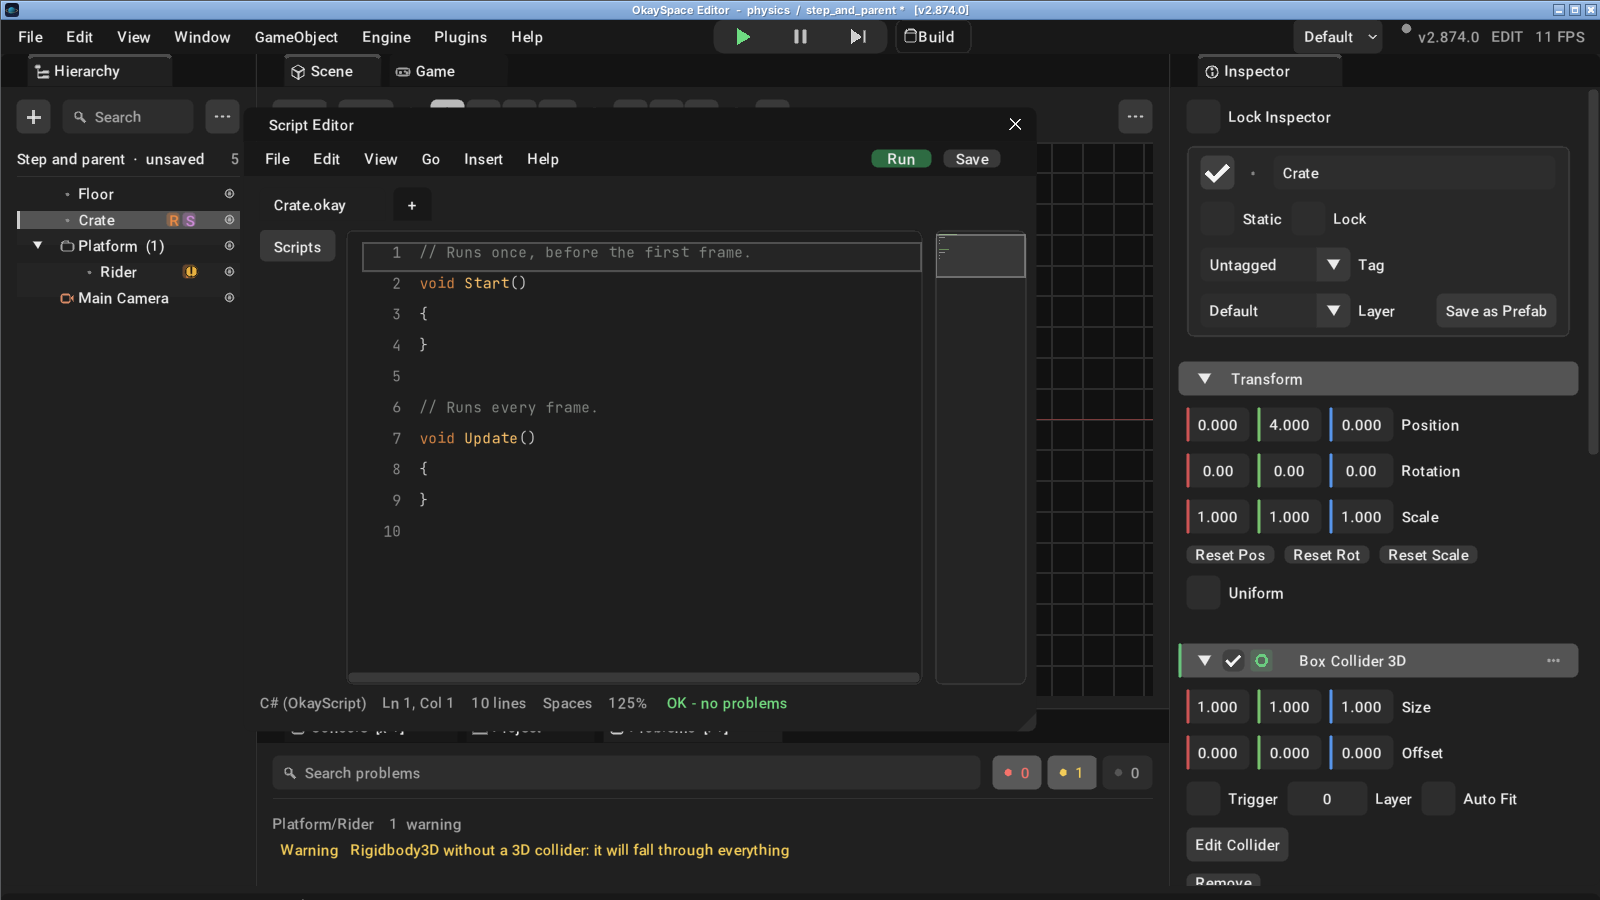 OkaySpace Editor - physics / step_and_parent * [v2.874.0]
File Edit View Window GameObject Engine Plugins Help
Build
Default
v2.874.0 EDIT 11 FPS
Hierarchy
Scene
Game
Inspector
Search
Step and parent · unsaved 5
Floor
Crate R S
Platform (1)
Rider
Main Camera
Script Editor
File Edit View Go Insert Help
Run
Save
Crate.okay
+
Scripts
1 // Runs once, before the first frame.
2 void Start()
3 {
4 }
5
6 // Runs every frame.
7 void Update()
8 {
9 }
10
C# (OkayScript) Ln 1, Col 1 10 lines Spaces 125% OK - no problems
Search problems
0
1
0
Platform/Rider 1 warning
Warning Rigidbody3D without a 3D collider: it will fall through everything
Lock Inspector
Crate
Static Lock
Untagged Tag
Default Layer Save as Prefab
Transform
0.000 4.000 0.000 Position
0.00 0.00 0.00 Rotation
1.000 1.000 1.000 Scale
Reset Pos Reset Rot Reset Scale
Uniform
Box Collider 3D
1.000 1.000 1.000 Size
0.000 0.000 0.000 Offset
Trigger 0 Layer Auto Fit
Edit Collider
Remove